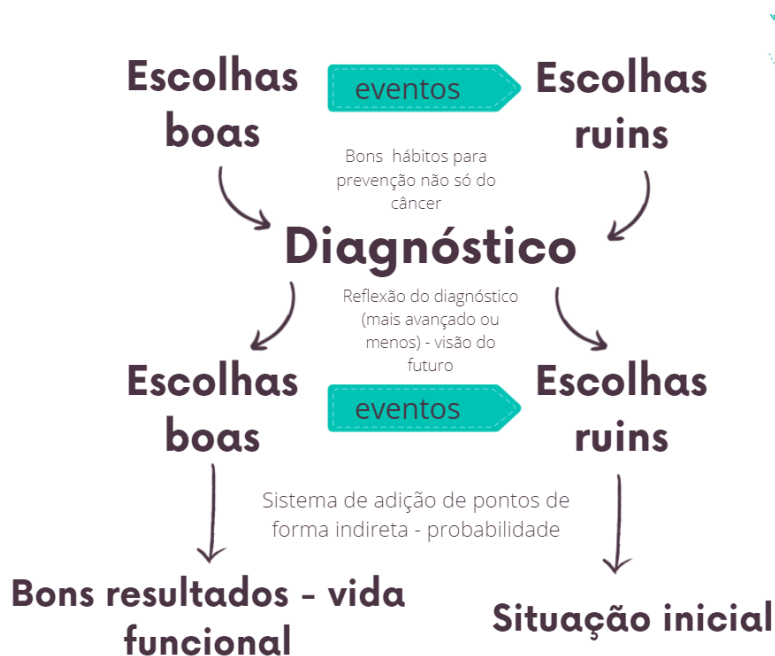 Escolhas
boas
eventos
Escolhas
ruins
Bons hábitos para
prevenção não só do
câncer
Diagnóstico
Reflexão do diagnóstico
(mais avançado ou
menos) - visão do
futuro
Escolhas
boas
eventos
Escolhas
ruins
Sistema de adição de pontos de
forma indireta - probabilidade
Bons resultados - vida
funcional
Situação inicial